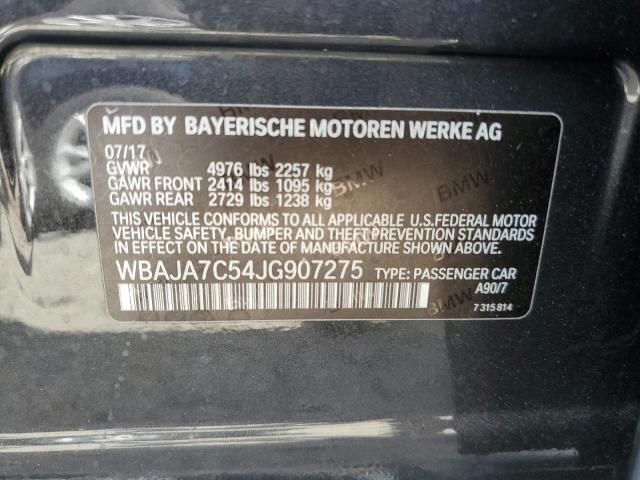 MFD BY BAYERISCHE MOTOREN WERKE AG
07/17
GVWR 4976 lbs 2257 kg
GAWR FRONT 2414 lbs 1095 kg
GAWR REAR 2729 lbs 1238 kg
THIS VEHICLE CONFORMS TO ALL APPLICABLE U.S.FEDERAL MOTOR
VEHICLE SAFETY, BUMPER, AND THEFT PREVENTION STANDARDS
IN EFFECT ON THE DATE OF MANUFACTURE SHOWN ABOVE.
WBAJA7C54JG907275 TYPE: PASSENGER CAR
A90/7
7 315 814
BMW
BMW
BMW